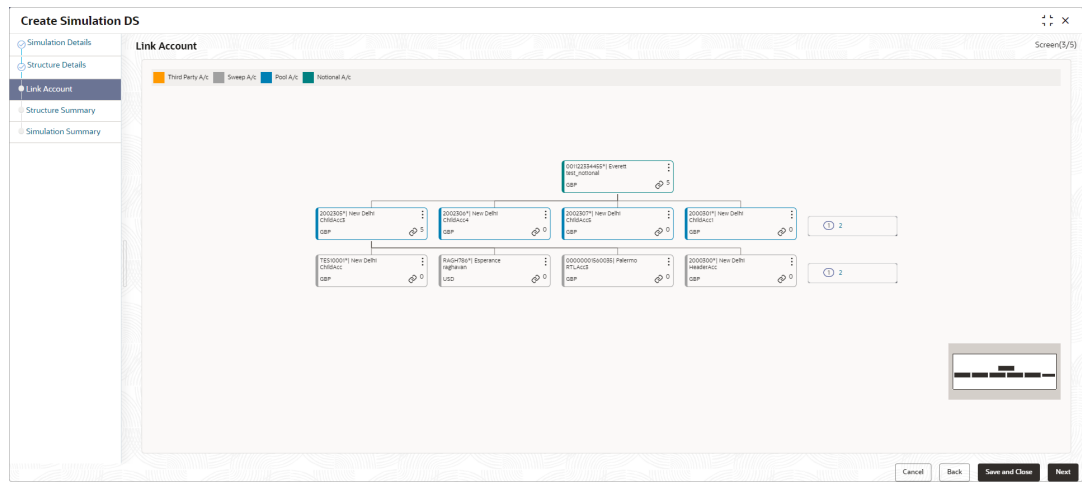 Create Simulation DS
Simulation Details
Structure Details
Link Account
Structure Summary
Simulation Summary
Link Account
Screen(3/5)
Third Party A/c Sweep A/c Pool A/c Notional A/c
001122334455*| Everett
test_notional
GBP 5
2002305*| New Delhi
ChildAcc3
GBP 5
2002306*| New Delhi
ChildAcc4
GBP 0
2002307*| New Delhi
ChildAcc5
GBP 0
2000301*| New Delhi
ChildAcc1
GBP 0
1 2
TES10001*| New Delhi
ChildAcc
GBP 0
RAGH786*| Esperance
raghavan
USD 0
00000001560035| Palermo
RTLAcc3
GBP 0
2000300*| New Delhi
HeaderAcc
GBP 0
1 2
Cancel Back Save and Close Next